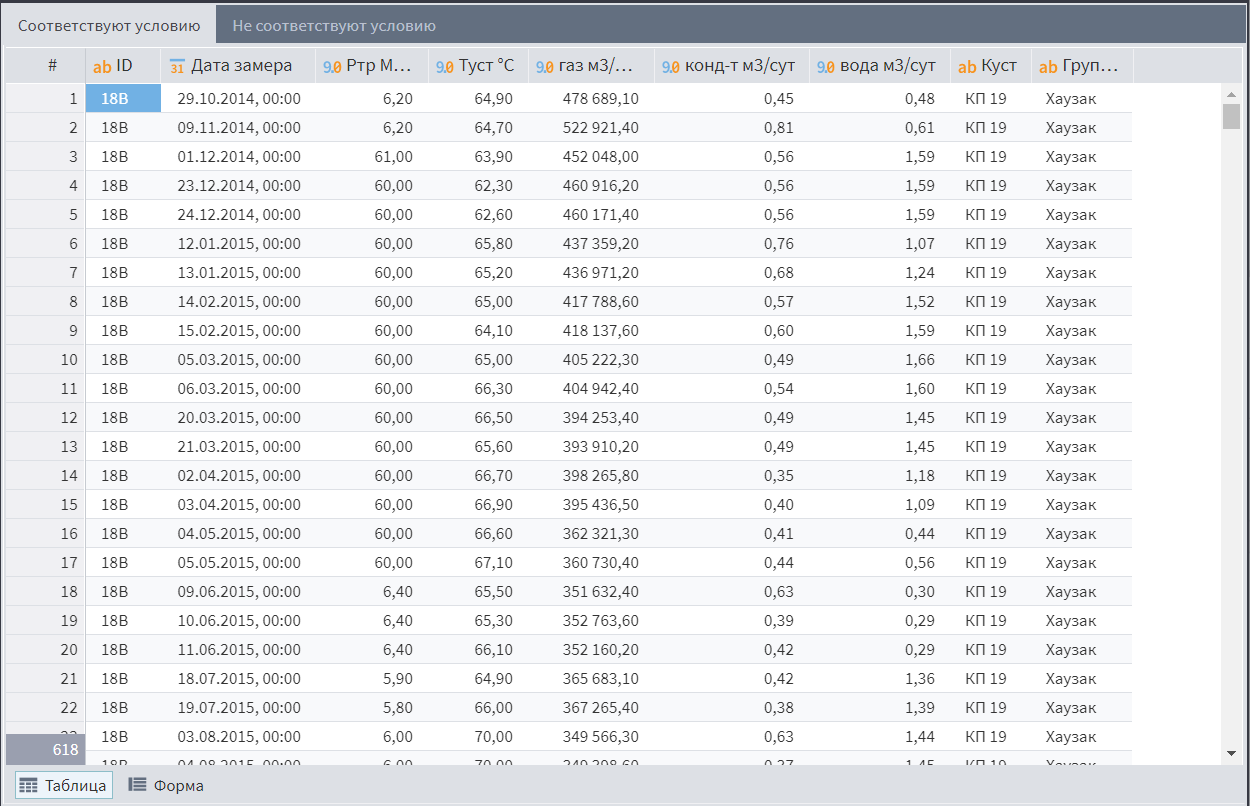 Соответствуют условию Не соответствуют условию
# ab ID 31 Дата замера 9.0 Ртр М... 9.0 Туст °C 9.0 газ м3/... 9.0 конд-т м3/сут 9.0 вода м3/сут ab Куст ab Груп...
1 18В 29.10.2014, 00:00 6,20 64,90 478 689,10 0,45 0,48 КП 19 Хаузак
2 18В 09.11.2014, 00:00 6,20 64,70 522 921,40 0,81 0,61 КП 19 Хаузак
3 18В 01.12.2014, 00:00 61,00 63,90 452 048,00 0,56 1,59 КП 19 Хаузак
4 18В 23.12.2014, 00:00 60,00 62,30 460 916,20 0,56 1,59 КП 19 Хаузак
5 18В 24.12.2014, 00:00 60,00 62,60 460 171,40 0,56 1,59 КП 19 Хаузак
6 18В 12.01.2015, 00:00 60,00 65,80 437 359,20 0,76 1,07 КП 19 Хаузак
7 18В 13.01.2015, 00:00 60,00 65,20 436 971,20 0,68 1,24 КП 19 Хаузак
8 18В 14.02.2015, 00:00 60,00 65,00 417 788,60 0,57 1,52 КП 19 Хаузак
9 18В 15.02.2015, 00:00 60,00 64,10 418 137,60 0,60 1,59 КП 19 Хаузак
10 18В 05.03.2015, 00:00 60,00 65,00 405 222,30 0,49 1,66 КП 19 Хаузак
11 18В 06.03.2015, 00:00 60,00 66,30 404 942,40 0,54 1,60 КП 19 Хаузак
12 18В 20.03.2015, 00:00 60,00 66,50 394 253,40 0,49 1,45 КП 19 Хаузак
13 18В 21.03.2015, 00:00 60,00 65,60 393 910,20 0,49 1,45 КП 19 Хаузак
14 18В 02.04.2015, 00:00 60,00 66,70 398 265,80 0,35 1,18 КП 19 Хаузак
15 18В 03.04.2015, 00:00 60,00 66,90 395 436,50 0,40 1,09 КП 19 Хаузак
16 18В 04.05.2015, 00:00 60,00 66,60 362 321,30 0,41 0,44 КП 19 Хаузак
17 18В 05.05.2015, 00:00 60,00 67,10 360 730,40 0,44 0,56 КП 19 Хаузак
18 18В 09.06.2015, 00:00 6,40 65,50 351 632,40 0,63 0,30 КП 19 Хаузак
19 18В 10.06.2015, 00:00 6,40 65,30 352 763,60 0,39 0,29 КП 19 Хаузак
20 18В 11.06.2015, 00:00 6,40 66,10 352 160,20 0,42 0,29 КП 19 Хаузак
21 18В 18.07.2015, 00:00 5,90 64,90 365 683,10 0,42 1,36 КП 19 Хаузак
22 18В 19.07.2015, 00:00 5,80 66,00 367 265,40 0,38 1,39 КП 19 Хаузак
18В 03.08.2015, 00:00 6,00 70,00 349 566,30 0,63 1,44 КП 19 Хаузак
618
Таблица Форма